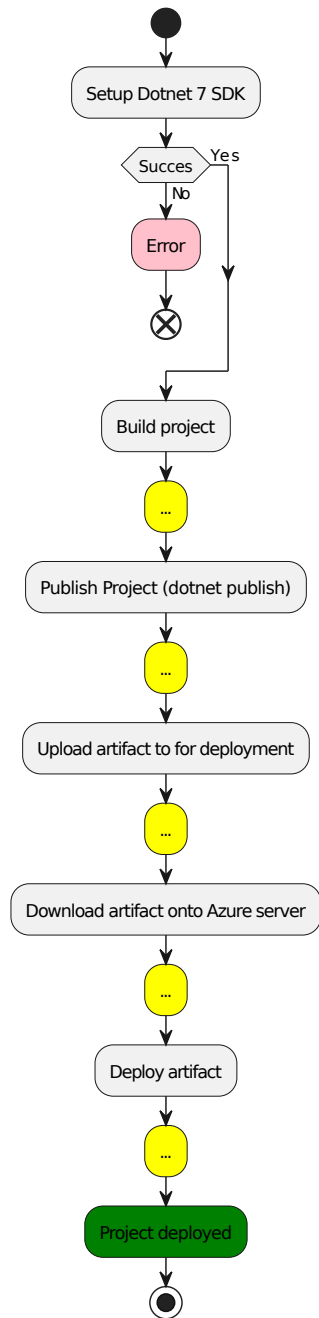 Setup Dotnet 7 SDK
Succes
Yes
No
Error
Build project
...
Publish Project (dotnet publish)
...
Upload artifact to for deployment
...
Download artifact onto Azure server
...
Deploy artifact
...
Project deployed